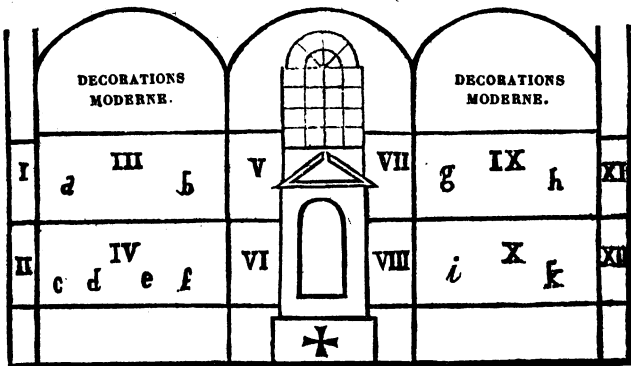 DECORATIONS
MODERNE.
DECORATIONS
MODERNE.
I III V VII IX XI
a b g h
II IV VI VIII X XII
c d e f i k